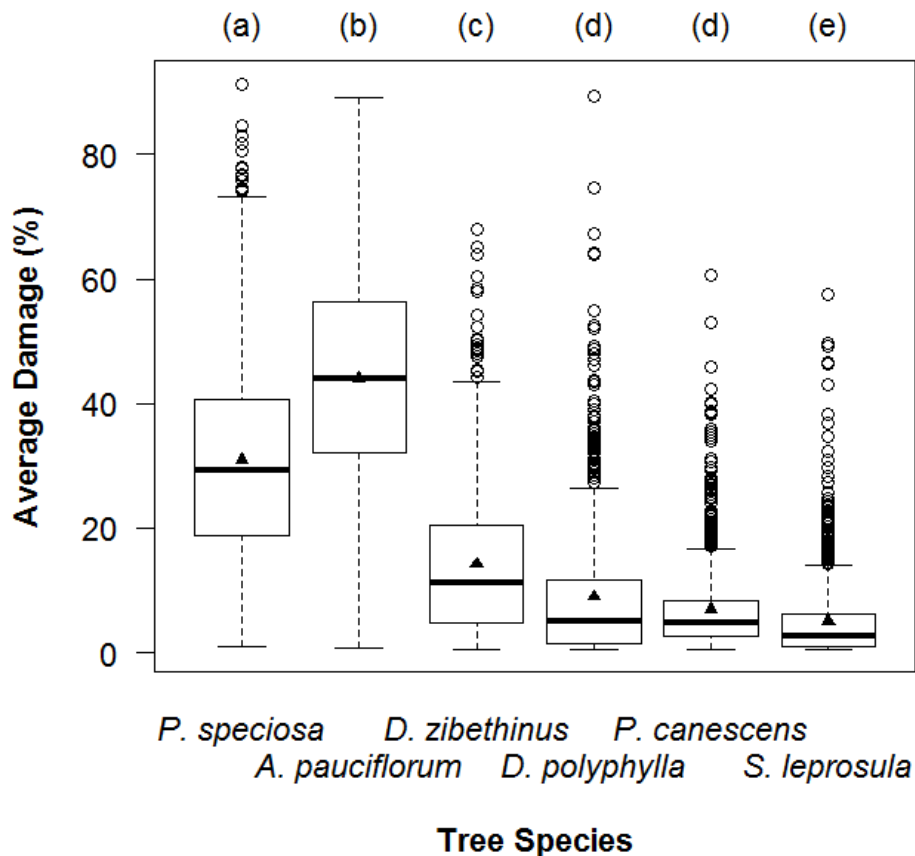 (a) (b) (c) (d) (d) (e)
Average Damage (%)
80
60
40
20
0
P. speciosa D. zibethinus P. canescens
A. pauciflorum D. polyphylla S. leprosula
Tree Species